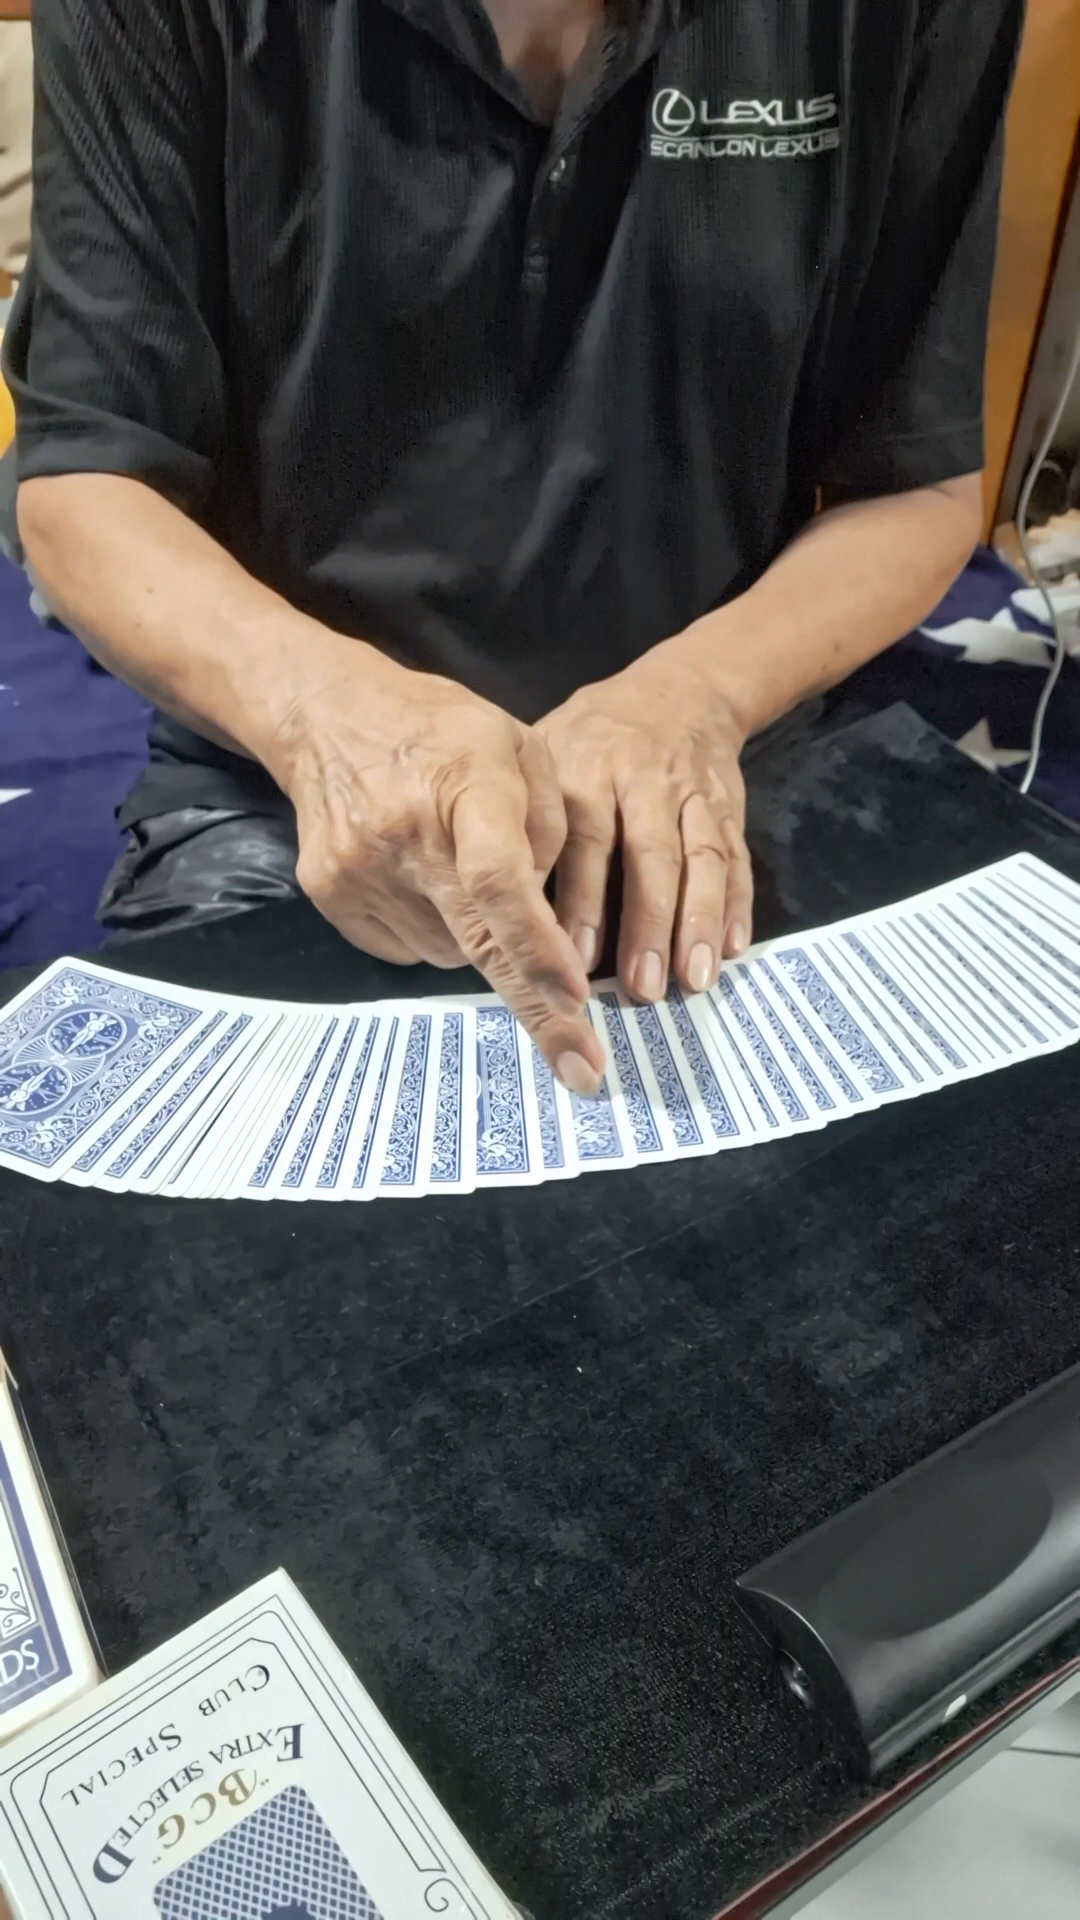 LEXUS
SCANLON LEXUS
DS
CLUB SPECIAL
EXTRA SELECTED
"BCG"